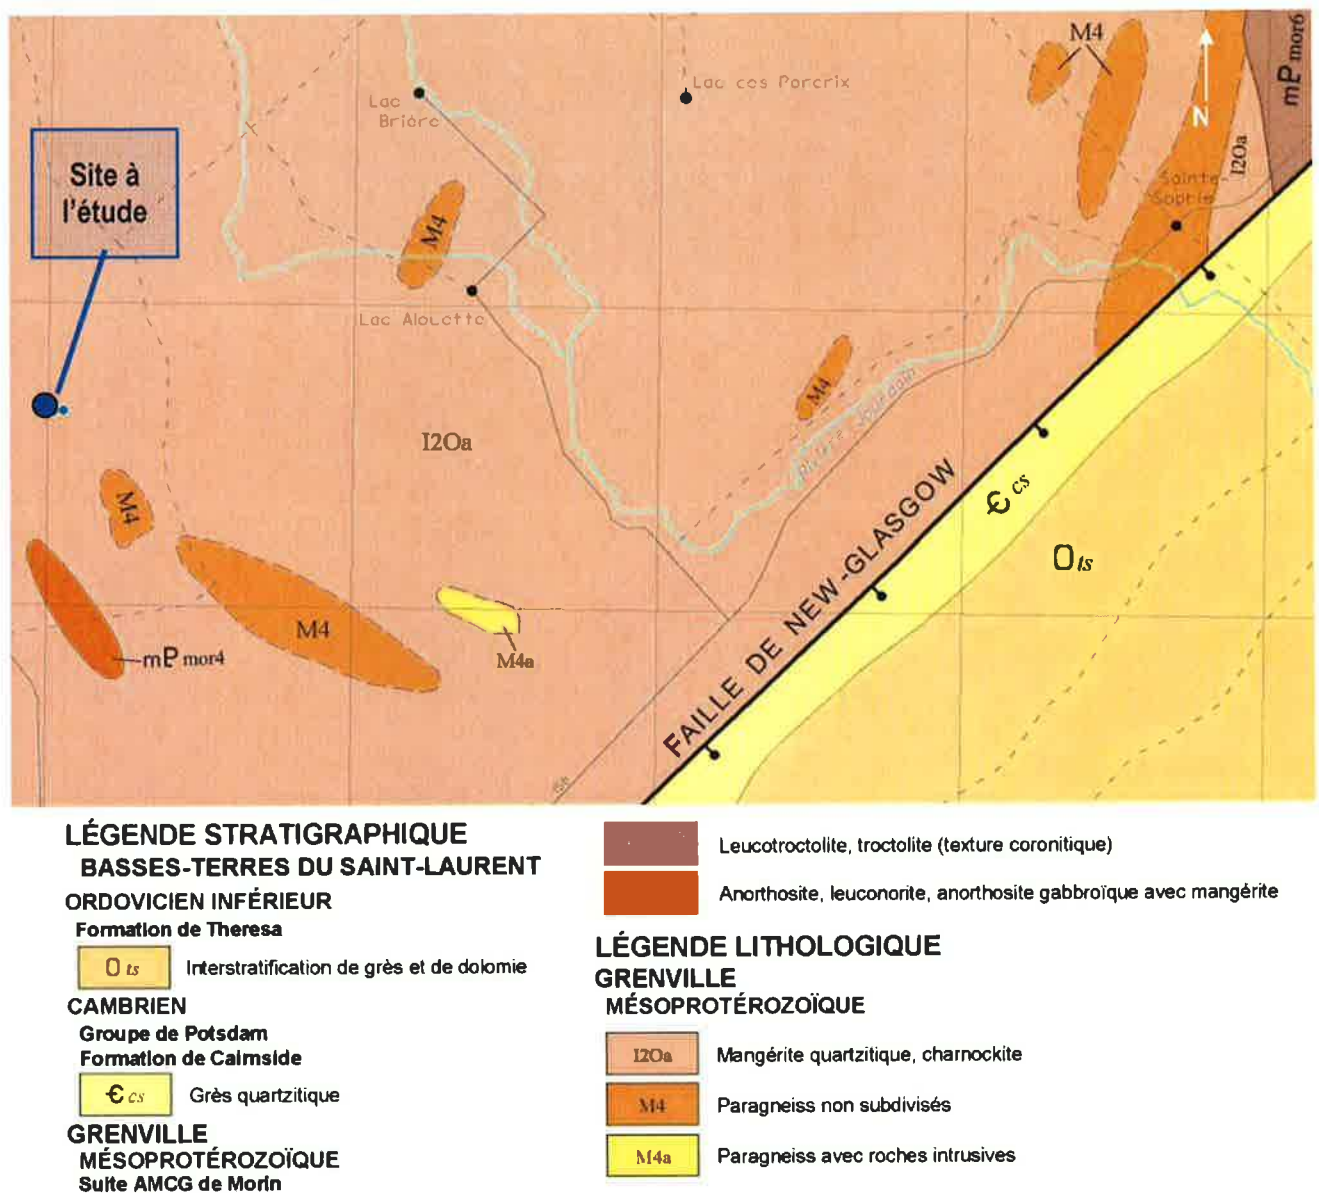 M4
mP mor6
Lac des Porcrix
Lac
Brière
N
I2Oa
Site à
l'étude
Sainte-
Sophie
M4
Lac Alouette
M4
Rivière Jourdain
I2Oa
FAILLE DE NEW-GLASGOW
Є cs
M4
O ts
M4
M4a
mP mor4
158
LÉGENDE STRATIGRAPHIQUE
BASSES-TERRES DU SAINT-LAURENT
ORDOVICIEN INFÉRIEUR
Formation de Theresa
O ts Interstratification de grès et de dolomie
CAMBRIEN
Groupe de Potsdam
Formation de Cairnside
Є cs Grès quartzitique
GRENVILLE
MÉSOPROTÉROZOÏQUE
Suite AMCG de Morin
Leucotroctolite, troctolite (texture coronitique)
Anorthosite, leuconorite, anorthosite gabbroïque avec mangérite
LÉGENDE LITHOLOGIQUE
GRENVILLE
MÉSOPROTÉROZOÏQUE
I2Oa Mangérite quartzitique, charnockite
M4 Paragneiss non subdivisés
M4a Paragneiss avec roches intrusives